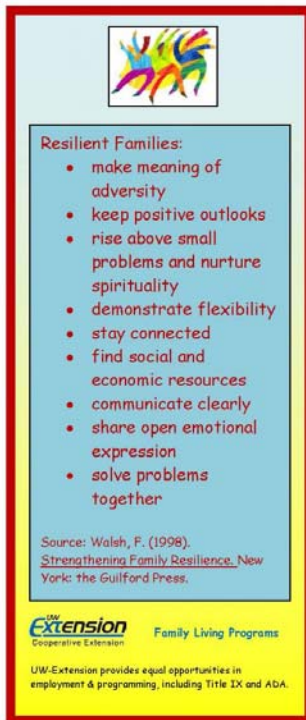 Resilient Families:
• make meaning of
adversity
• keep positive outlooks
• rise above small
problems and nurture
spirituality
• demonstrate flexibility
• stay connected
• find social and
economic resources
• communicate clearly
• share open emotional
expression
• solve problems
together
Source: Walsh, F. (1998).
Strengthening Family Resilience. New
York: the Guilford Press.
UW
Extension
Cooperative Extension
Family Living Programs
UW-Extension provides equal opportunities in
employment & programming, including Title IX and ADA.